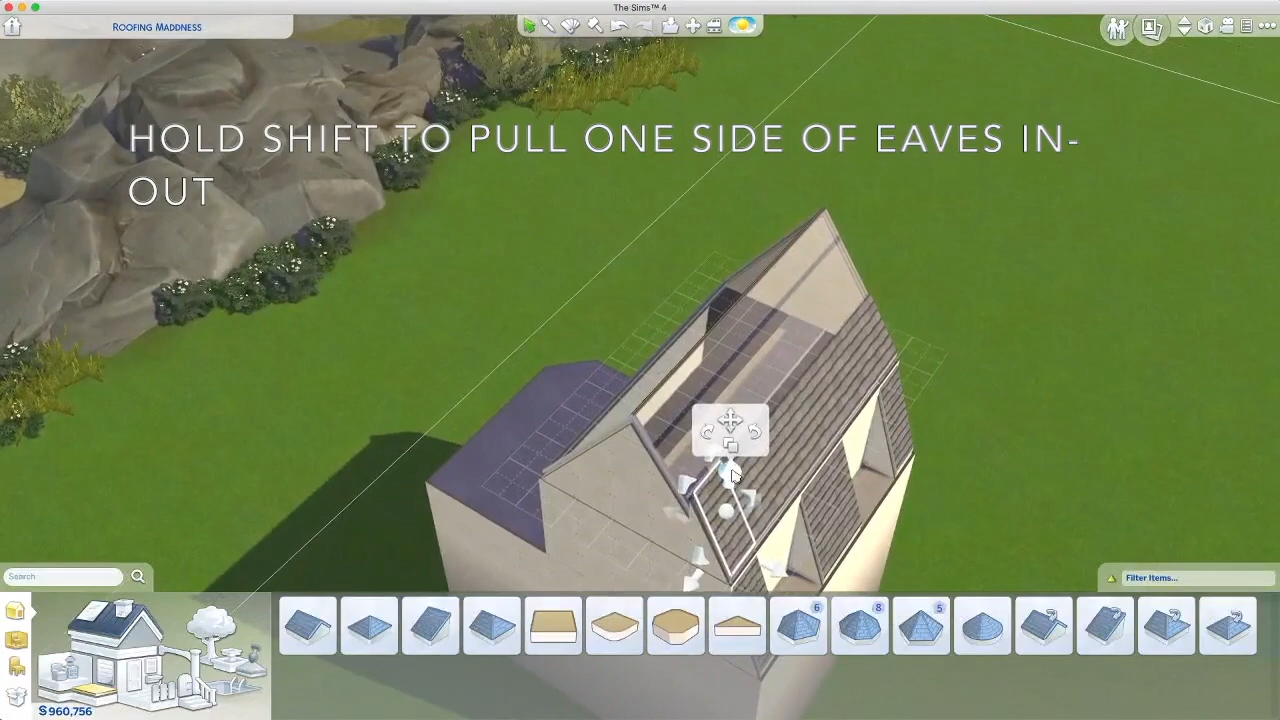 The Sims™ 4
ROOFING MADDNESS
HOLD SHIFT TO PULL ONE SIDE OF EAVES IN-
OUT
Search
Filter Items...
6
8
5
§960,756